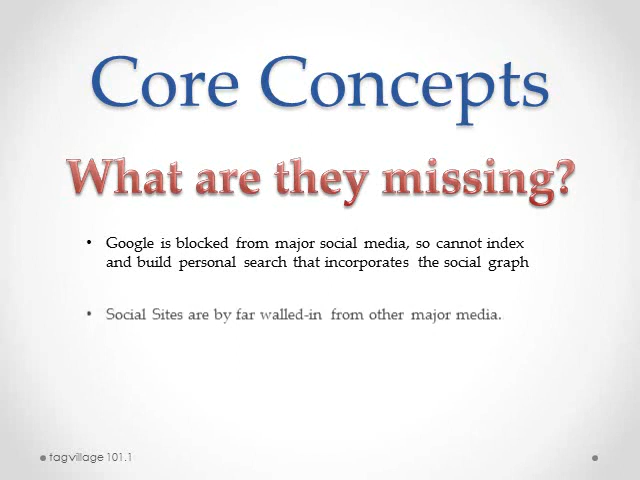 Core Concepts
What are they missing?
• Google is blocked from major social media, so cannot index
and build personal search that incorporates the social graph
• Social Sites are by far walled-in from other major media.
tagvillage 101.1